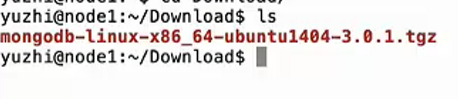 yuzhi@node1:~/Download$ ls
mongodb-linux-x86_64-ubuntu1404-3.0.1.tgz
yuzhi@node1:~/Download$